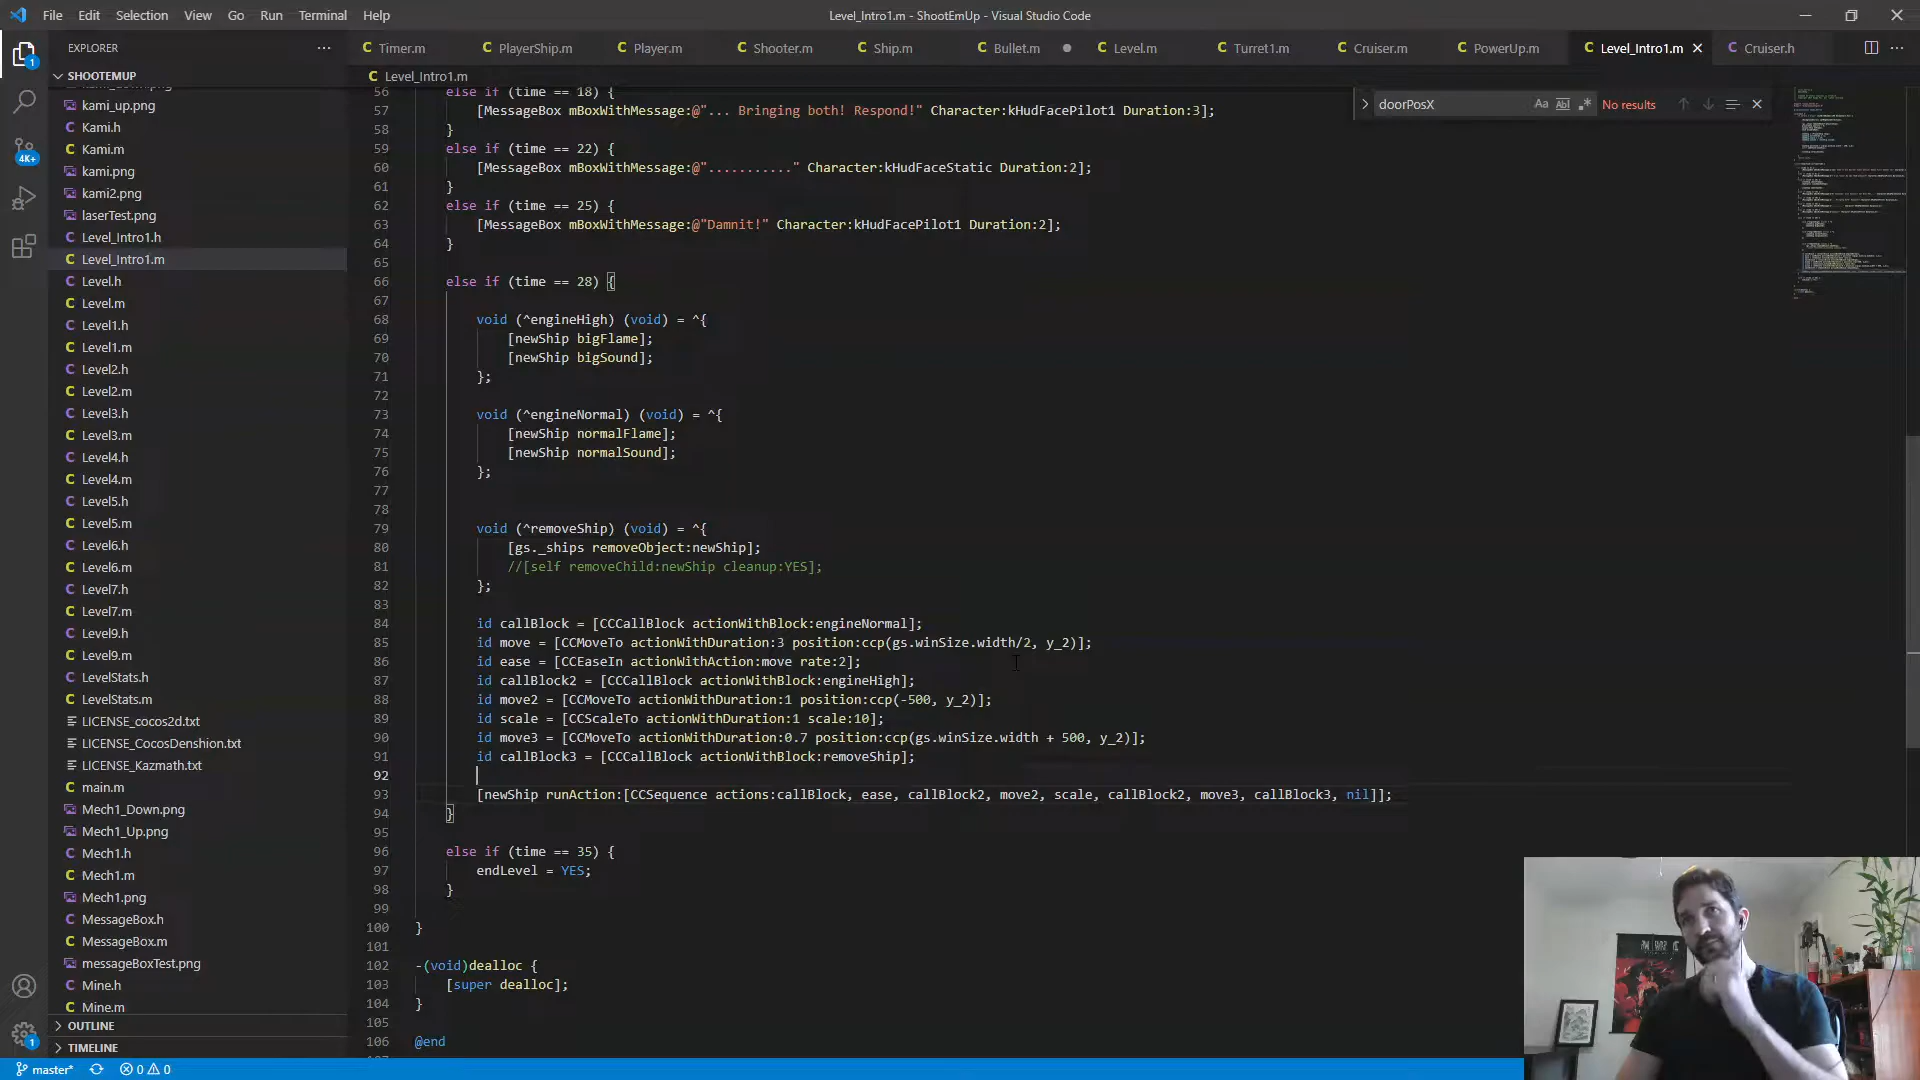 File Edit Selection View Go Run Terminal Help
Level_Intro1.m - ShootEmUp - Visual Studio Code
EXPLORER
Timer.m PlayerShip.m Player.m Shooter.m Ship.m Bullet.m Level.m Turret1.m Cruiser.m PowerUp.m Level_Intro1.m Cruiser.h
SHOOTEMUP
Level_Intro1.m
doorPosX Aa Abl No results
1
kami_down.png
kami_up.png
Kami.h
Kami.m
kami.png
kami2.png
laserTest.png
Level_Intro1.h
Level_Intro1.m
Level.h
Level.m
Level1.h
Level1.m
Level2.h
Level2.m
Level3.h
Level3.m
Level4.h
Level4.m
Level5.h
Level5.m
Level6.h
Level6.m
Level7.h
Level7.m
Level9.h
Level9.m
LevelStats.h
LevelStats.m
LICENSE_cocos2d.txt
LICENSE_CocosDenshion.txt
LICENSE_Kazmath.txt
main.m
Mech1_Down.png
Mech1_Up.png
Mech1.h
Mech1.m
Mech1.png
MessageBox.h
MessageBox.m
messageBoxTest.png
Mine.h
Mine.m
OUTLINE
TIMELINE
4K+
1
56 else if (time == 18) {
57 [MessageBox mBoxWithMessage:@"... Bringing both! Respond!" Character:kHudFacePilot1 Duration:3];
58 }
59 else if (time == 22) {
60 [MessageBox mBoxWithMessage:@"..........." Character:kHudFaceStatic Duration:2];
61 }
62 else if (time == 25) {
63 [MessageBox mBoxWithMessage:@"Damnit!" Character:kHudFacePilot1 Duration:2];
64 }
65
66 else if (time == 28) {
67
68 void (^engineHigh) (void) = ^{
69 [newShip bigFlame];
70 [newShip bigSound];
71 };
72
73 void (^engineNormal) (void) = ^{
74 [newShip normalFlame];
75 [newShip normalSound];
76 };
77
78
79 void (^removeShip) (void) = ^{
80 [gs._ships removeObject:newShip];
81 //[self removeChild:newShip cleanup:YES];
82 };
83
84 id callBlock = [CCCallBlock actionWithBlock:engineNormal];
85 id move = [CCMoveTo actionWithDuration:3 position:ccp(gs.winSize.width/2, y_2)];
86 id ease = [CCEaseIn actionWithAction:move rate:2];
87 id callBlock2 = [CCCallBlock actionWithBlock:engineHigh];
88 id move2 = [CCMoveTo actionWithDuration:1 position:ccp(-500, y_2)];
89 id scale = [CCScaleTo actionWithDuration:1 scale:10];
90 id move3 = [CCMoveTo actionWithDuration:0.7 position:ccp(gs.winSize.width + 500, y_2)];
91 id callBlock3 = [CCCallBlock actionWithBlock:removeShip];
92
93 [newShip runAction:[CCSequence actions:callBlock, ease, callBlock2, move2, scale, callBlock2, move3, callBlock3, nil]];
94 }
95
96 else if (time == 35) {
97 endLevel = YES;
98 }
99
100 }
101
102 -(void)dealloc {
103 [super dealloc];
104 }
105
106 @end
master* 0 0